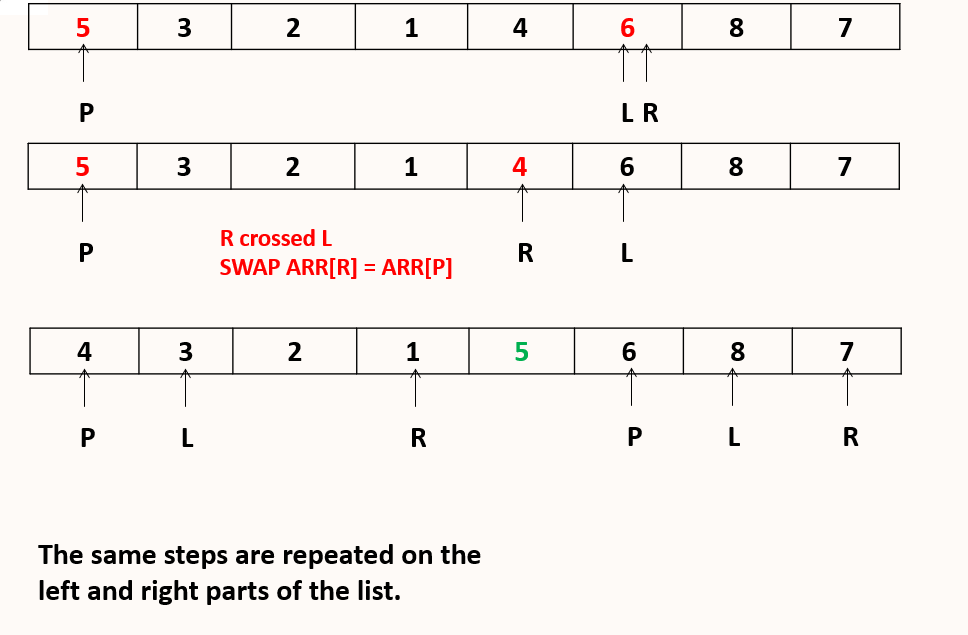 5 3 2 1 4 6 8 7
P L R
5 3 2 1 4 6 8 7
P R L
R crossed L
SWAP ARR[R] = ARR[P]
4 3 2 1 5 6 8 7
P L R P L R
The same steps are repeated on the
left and right parts of the list.